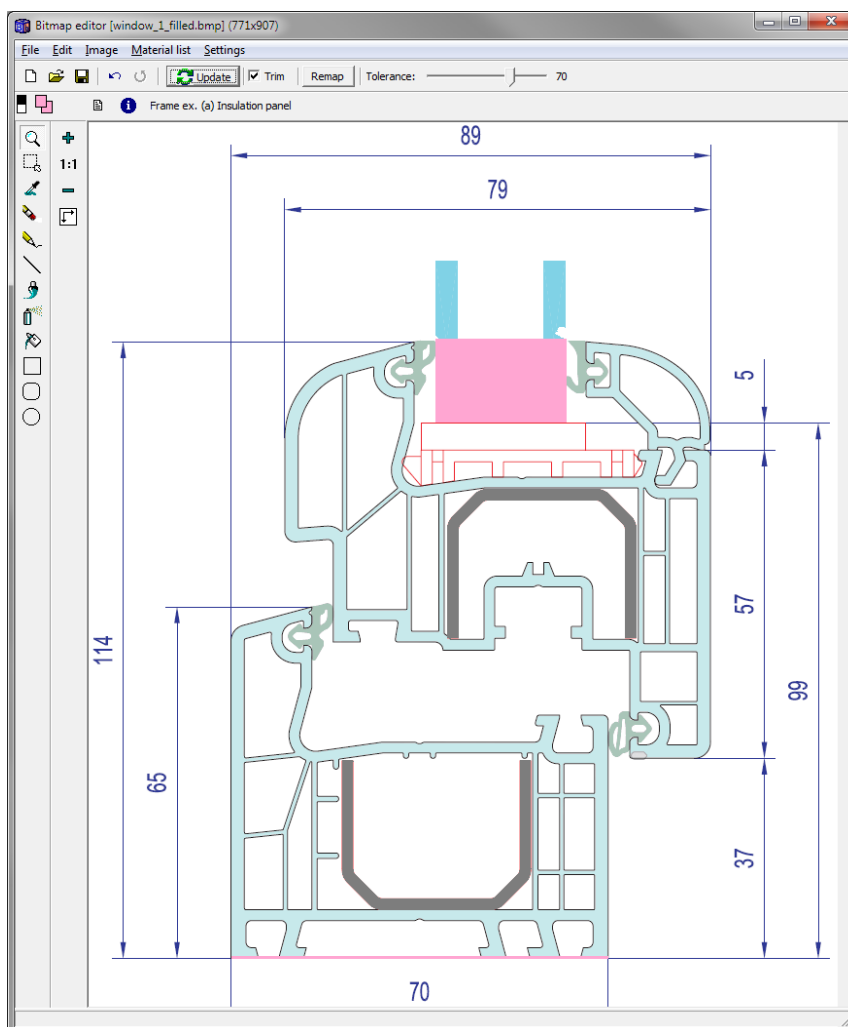 Bitmap editor [window_1_filled.bmp] (771x907)
File Edit Image Material list Settings
Update Trim Remap Tolerance: 70
Frame ex. (a) Insulation panel
1:1
89
79
5
114
57
99
65
37
70